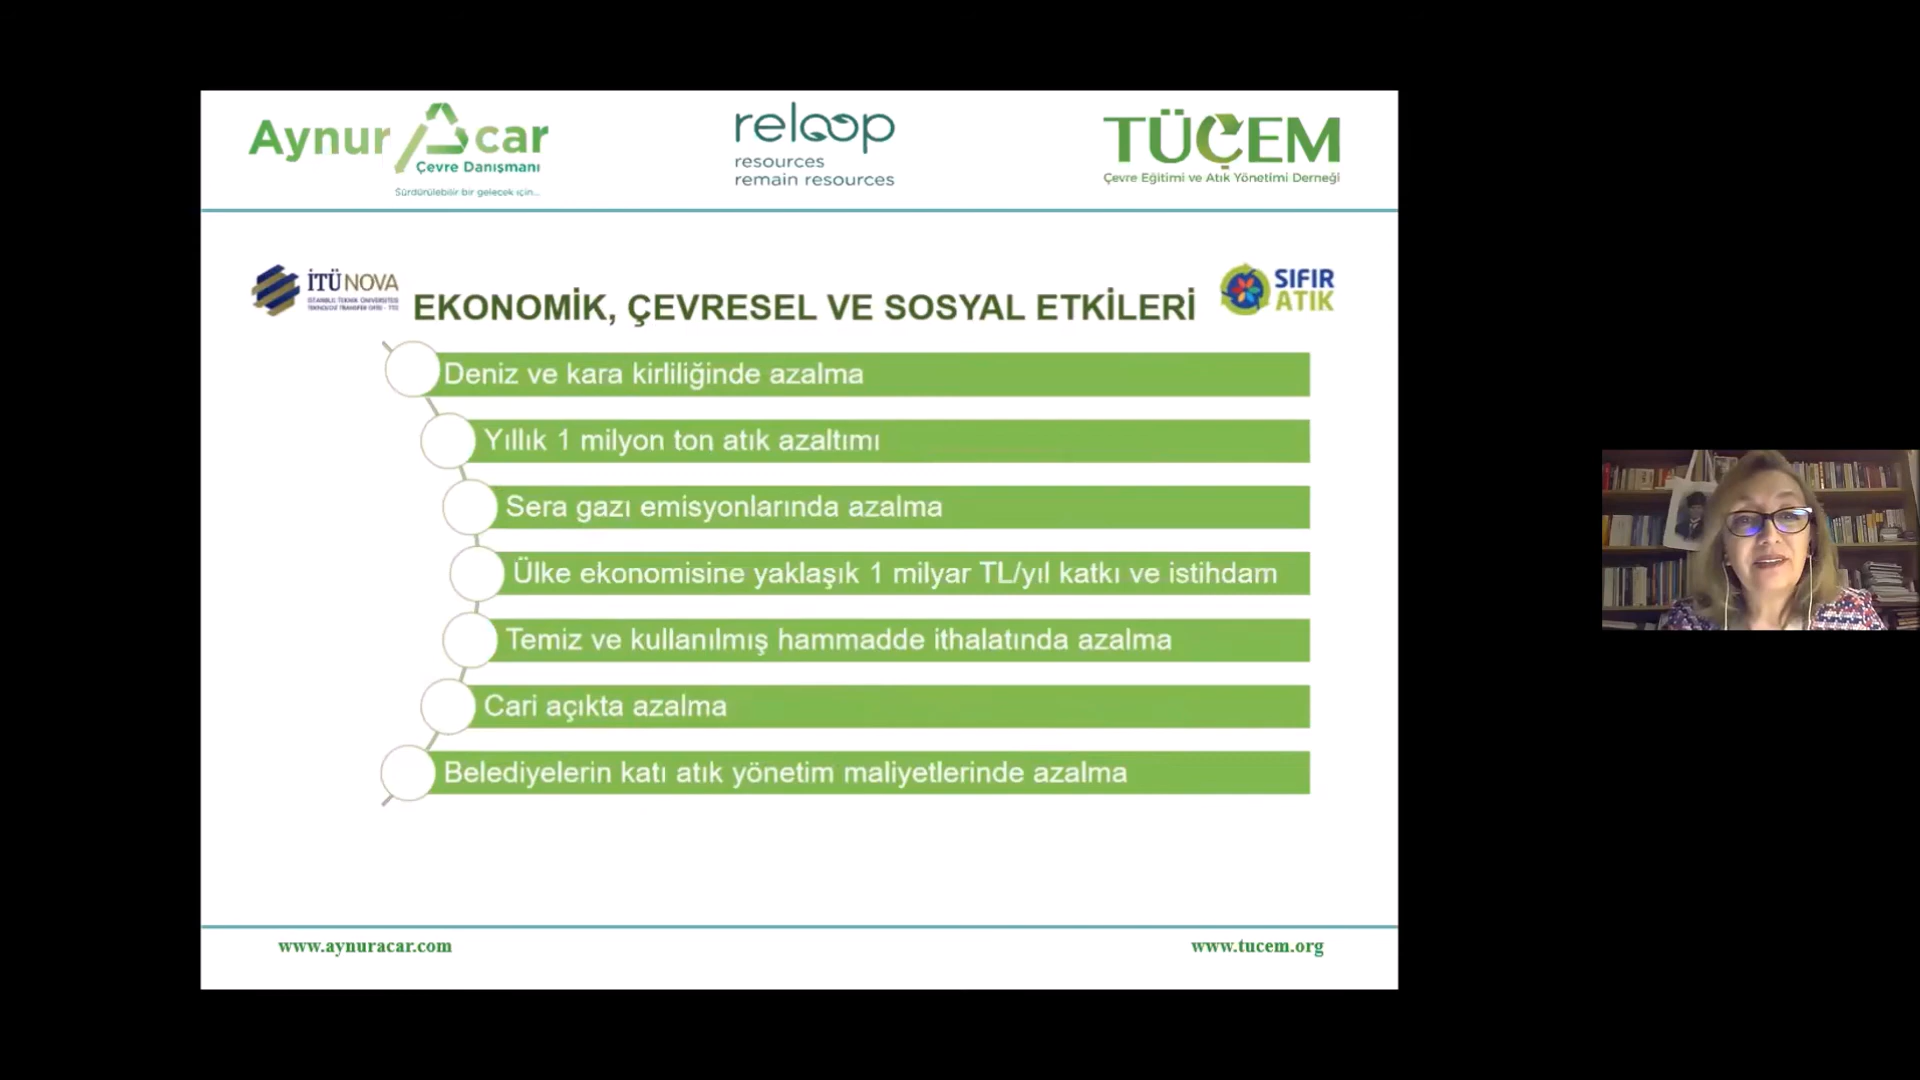 Aynur Acar
Çevre Danışmanı
Sürdürülebilir bir gelecek için...
reloop
resources
remain resources
TÜÇEM
Çevre Eğitimi ve Atık Yönetimi Derneği
İTÜNOVA
İSTANBUL TEKNİK ÜNİVERSİTESİ
TEKNOLOJİ TRANSFER OFİSİ - TTO
EKONOMİK, ÇEVRESEL VE SOSYAL ETKİLERİ
SIFIR
ATIK
Deniz ve kara kirliliğinde azalma
Yıllık 1 milyon ton atık azaltımı
Sera gazı emisyonlarında azalma
Ülke ekonomisine yaklaşık 1 milyar TL/yıl katkı ve istihdam
Temiz ve kullanılmış hammadde ithalatında azalma
Cari açıkta azalma
Belediyelerin katı atık yönetim maliyetlerinde azalma
www.aynuracar.com
www.tucem.org